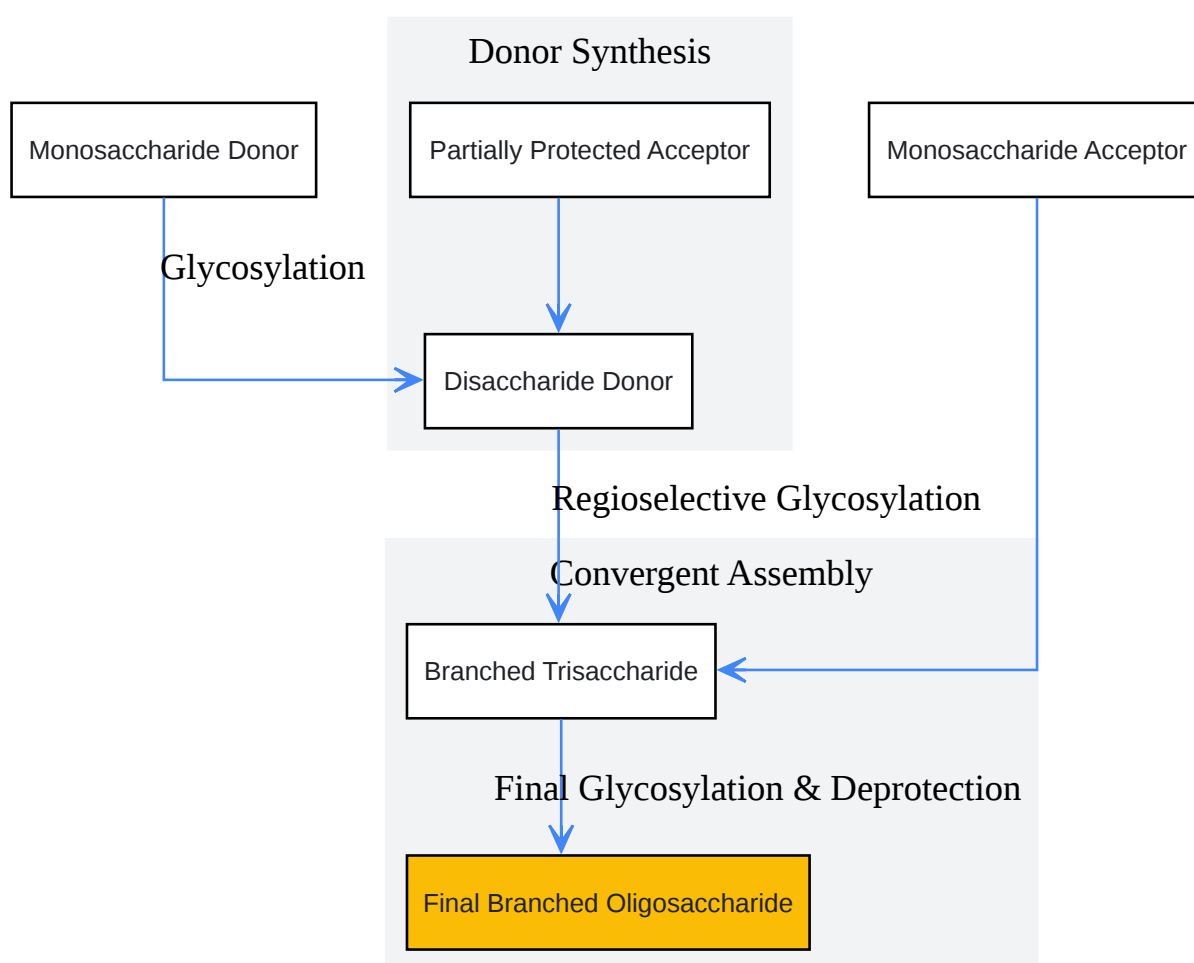 Donor Synthesis
Monosaccharide Donor
Partially Protected Acceptor
Monosaccharide Acceptor
Glycosylation
Disaccharide Donor
Regioselective Glycosylation
Convergent Assembly
Branched Trisaccharide
Final Glycosylation & Deprotection
Final Branched Oligosaccharide